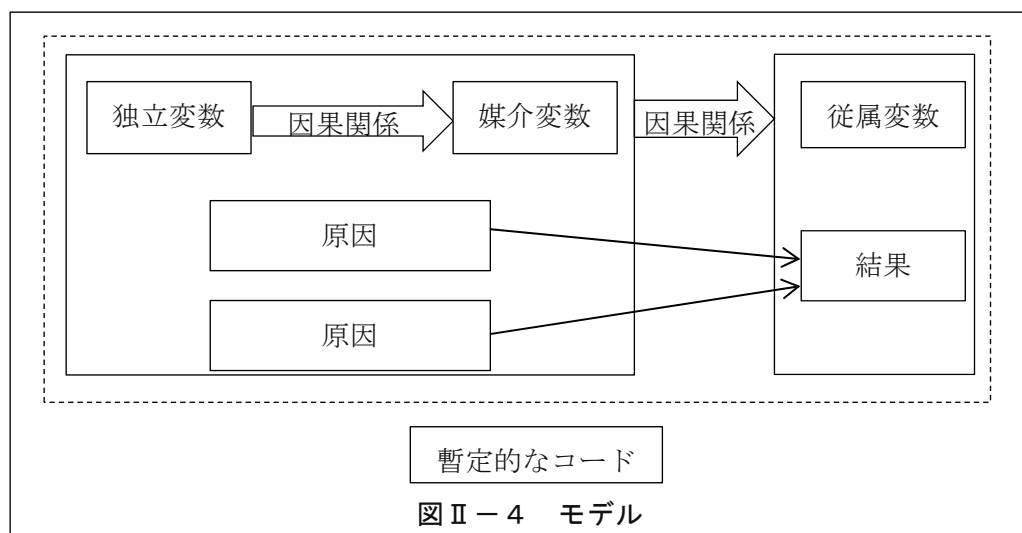 独立変数
因果関係
媒介変数
因果関係
従属変数
原因
結果
原因
暫定的なコード
図Ⅱ－４　モデル